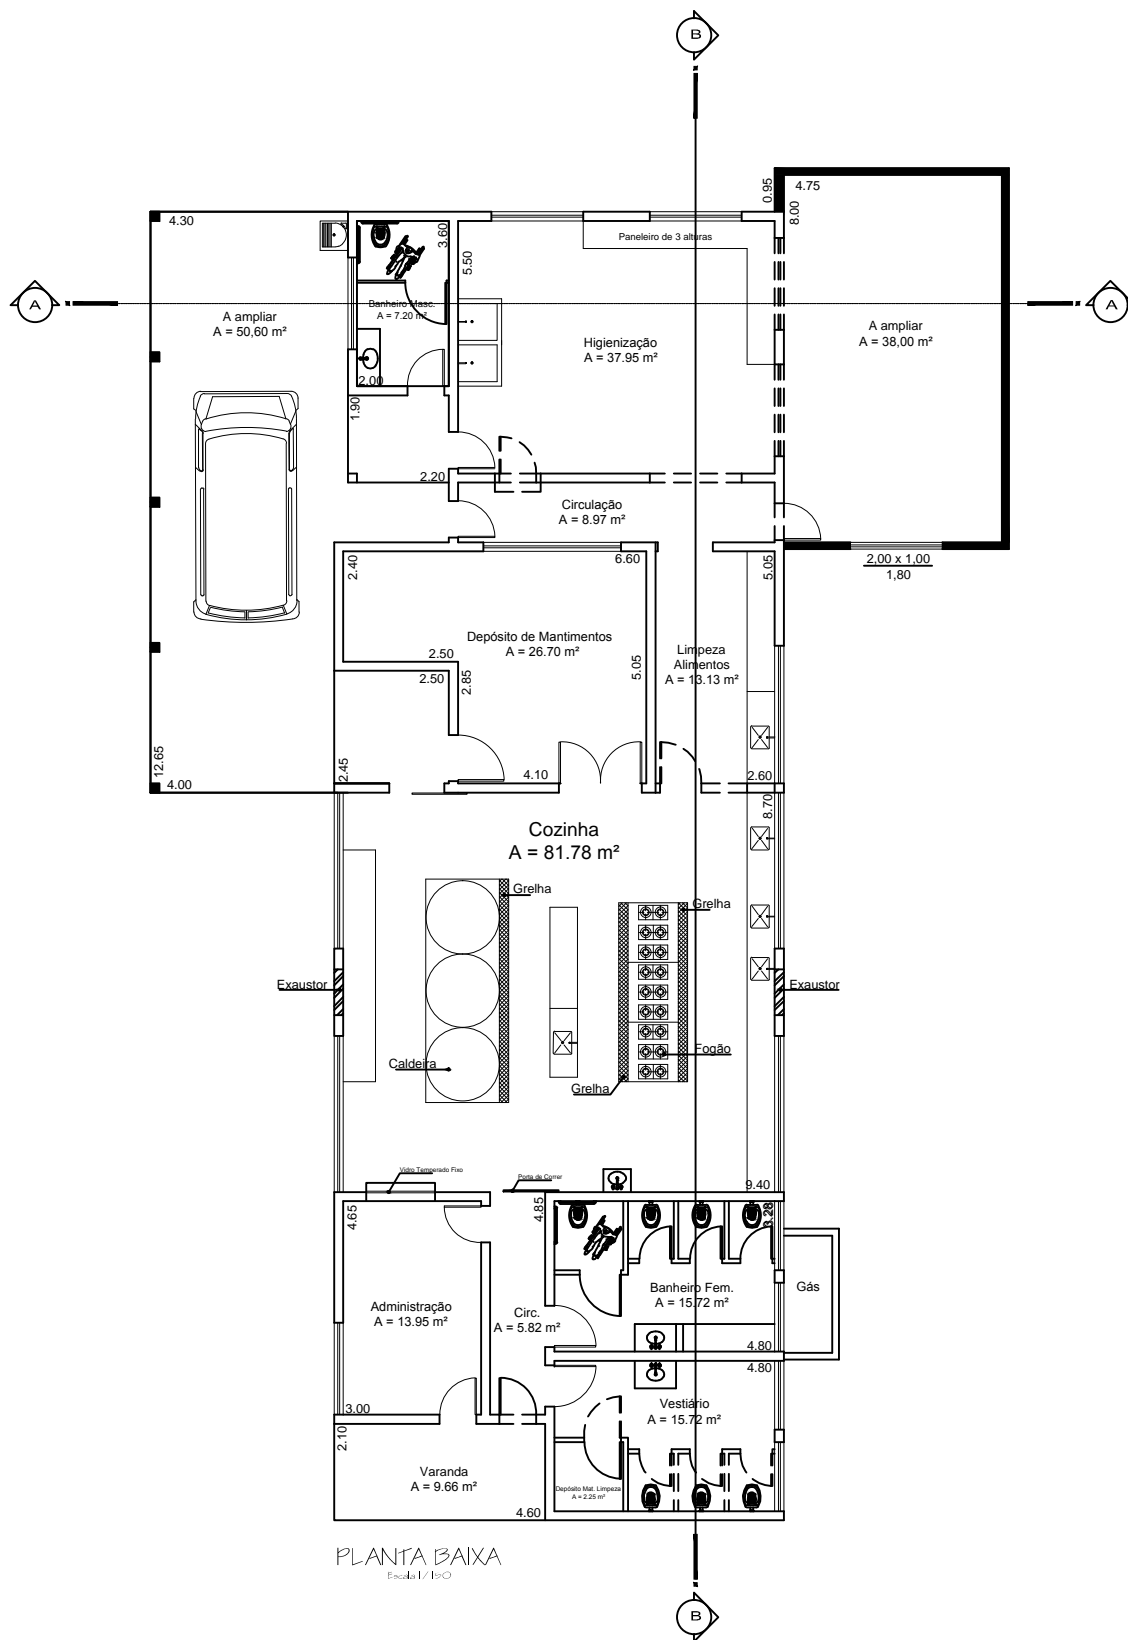 B
0.95
4.75
8.00
4.30
3.60
5.50
Paneleiro de 3 alturas
A
A
Banheiro Masc.
A = 7.20 m²
A ampliar
A = 50,60 m²
A ampliar
A = 38,00 m²
Higienização
A = 37.95 m²
2.00
1.90
2.20
Circulação
A = 8.97 m²
2.40
6.60
5.05
2,00 x 1,00
1,80
Depósito de Mantimentos
A = 26.70 m²
Limpeza
Alimentos
A = 13.13 m²
2.50
2.50
2.85
5.05
12.65
4.00
2.45
4.10
2.60
8.70
Cozinha
A = 81.78 m²
Grelha
Grelha
Exaustor
Exaustor
Caldeira
Fogão
Grelha
Vidro Temperado Fixo
Porta de Correr
9.40
4.65
4.85
3.28
Administração
A = 13.95 m²
Circ.
A = 5.82 m²
Banheiro Fem.
A = 15.72 m²
Gás
4.80
4.80
3.00
2.10
Vestiário
A = 15.72 m²
Varanda
A = 9.66 m²
Depósito Mat. Limpeza
A = 2.25 m²
4.60
PLANTA BAIXA
Escala 1/150
B